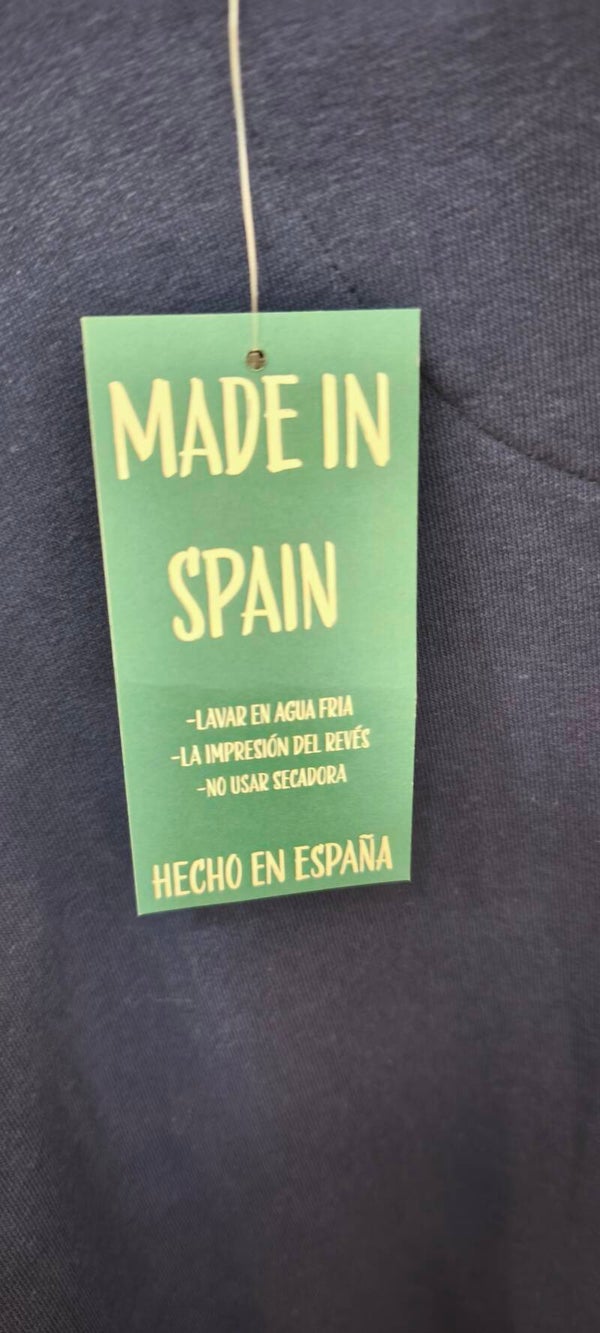 MADE IN
SPAIN
-LAVAR EN AGUA FRIA
-LA IMPRESIÓN DEL REVÉS
-NO USAR SECADORA
HECHO EN ESPAÑA